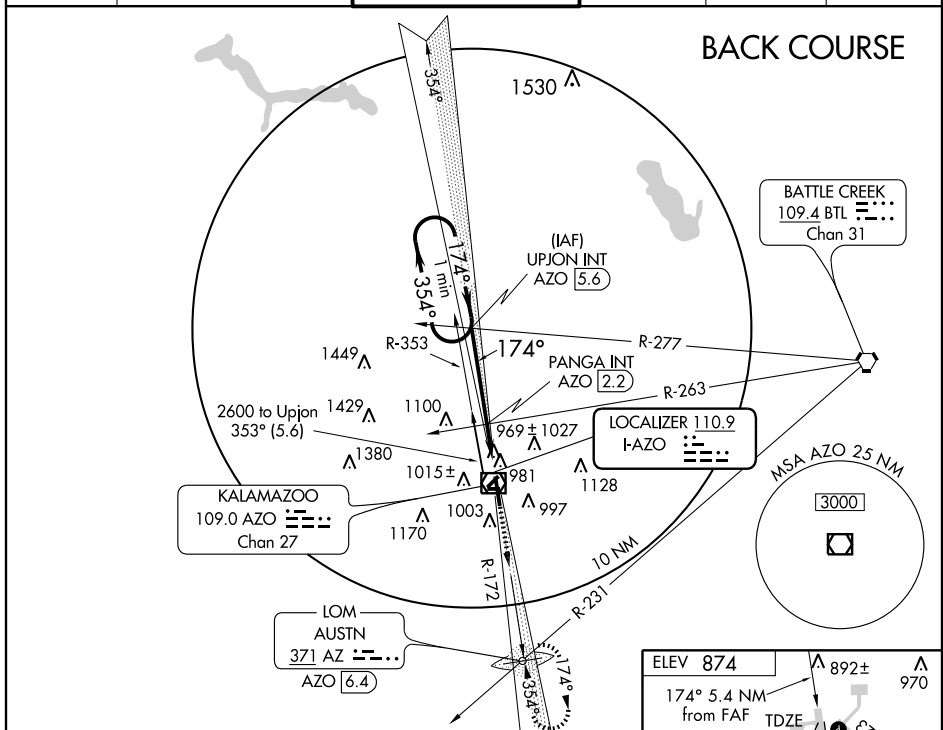 BACK COURSE
354°
1530
BATTLE CREEK
109.4 BTL
Chan 31
(IAF)
UPJON INT
AZO 5.6
174°
1 min
354°
R-353
174°
R-277
PANGA INT
AZO 2.2
R-263
1449
1429
1100
2600 to Upjon
353° (5.6)
969± 1027
LOCALIZER 110.9
I-AZO
1380
1015±
981
1128
MSA AZO 25 NM
3000
KALAMAZOO
109.0 AZO
Chan 27
1170
1003
997
10 NM
R-172
R-231
LOM
AUSTN
371 AZ
AZO 6.4
174°
354°
ELEV 874
892±
970
174° 5.4 NM
from FAF
TDZE